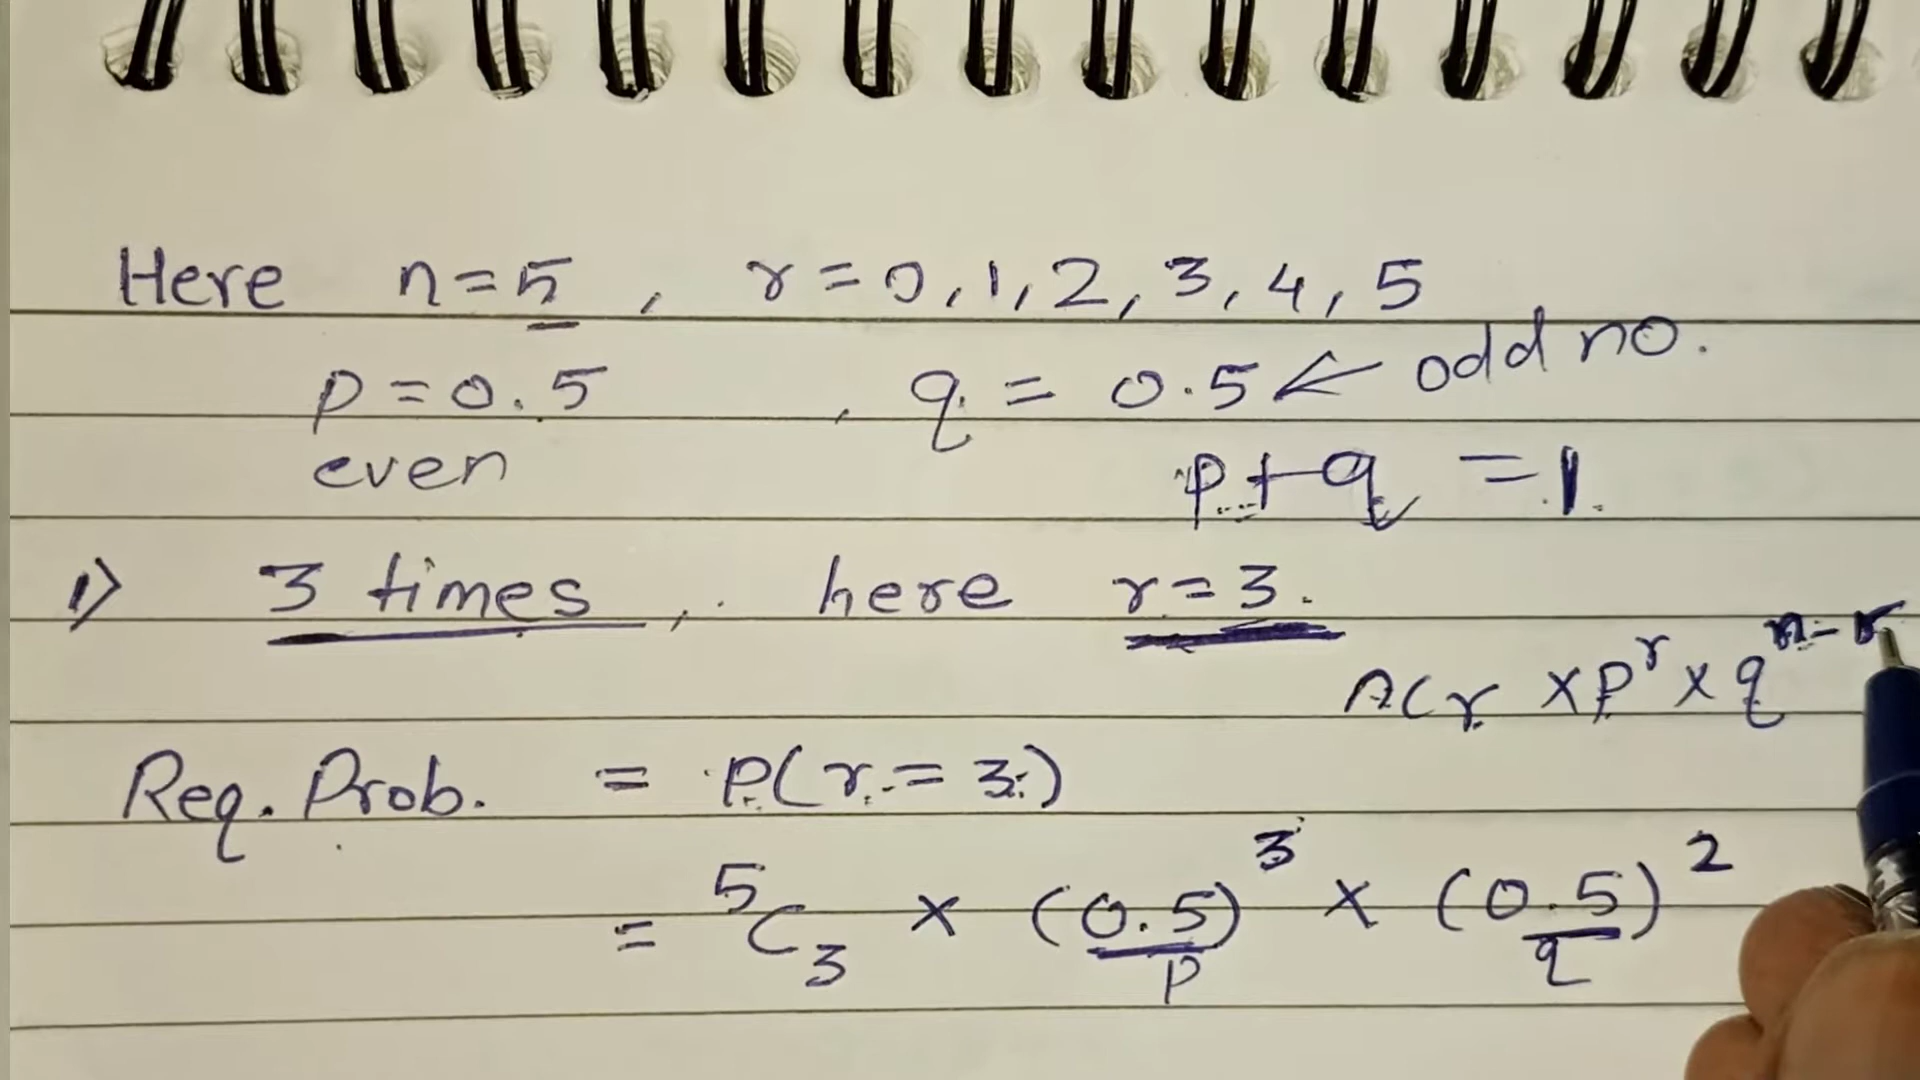 Here n=5, r=0,1,2,3,4,5
p=0.5, q=0.5 ← odd no.
even p+q=1.
1) 3 times, here r=3.
nCr × p^r × q^n-r
Req. Prob. = P(r=3)
= ⁵C₃ × (0.5)³ × (0.5)²
p q